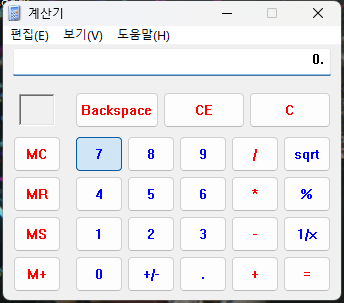 계산기
편집(E) 보기(V) 도움말(H)
0.
Backspace CE C
MC 7 8 9 / sqrt
MR 4 5 6 * %
MS 1 2 3 - 1/x
M+ 0 +/- . + =